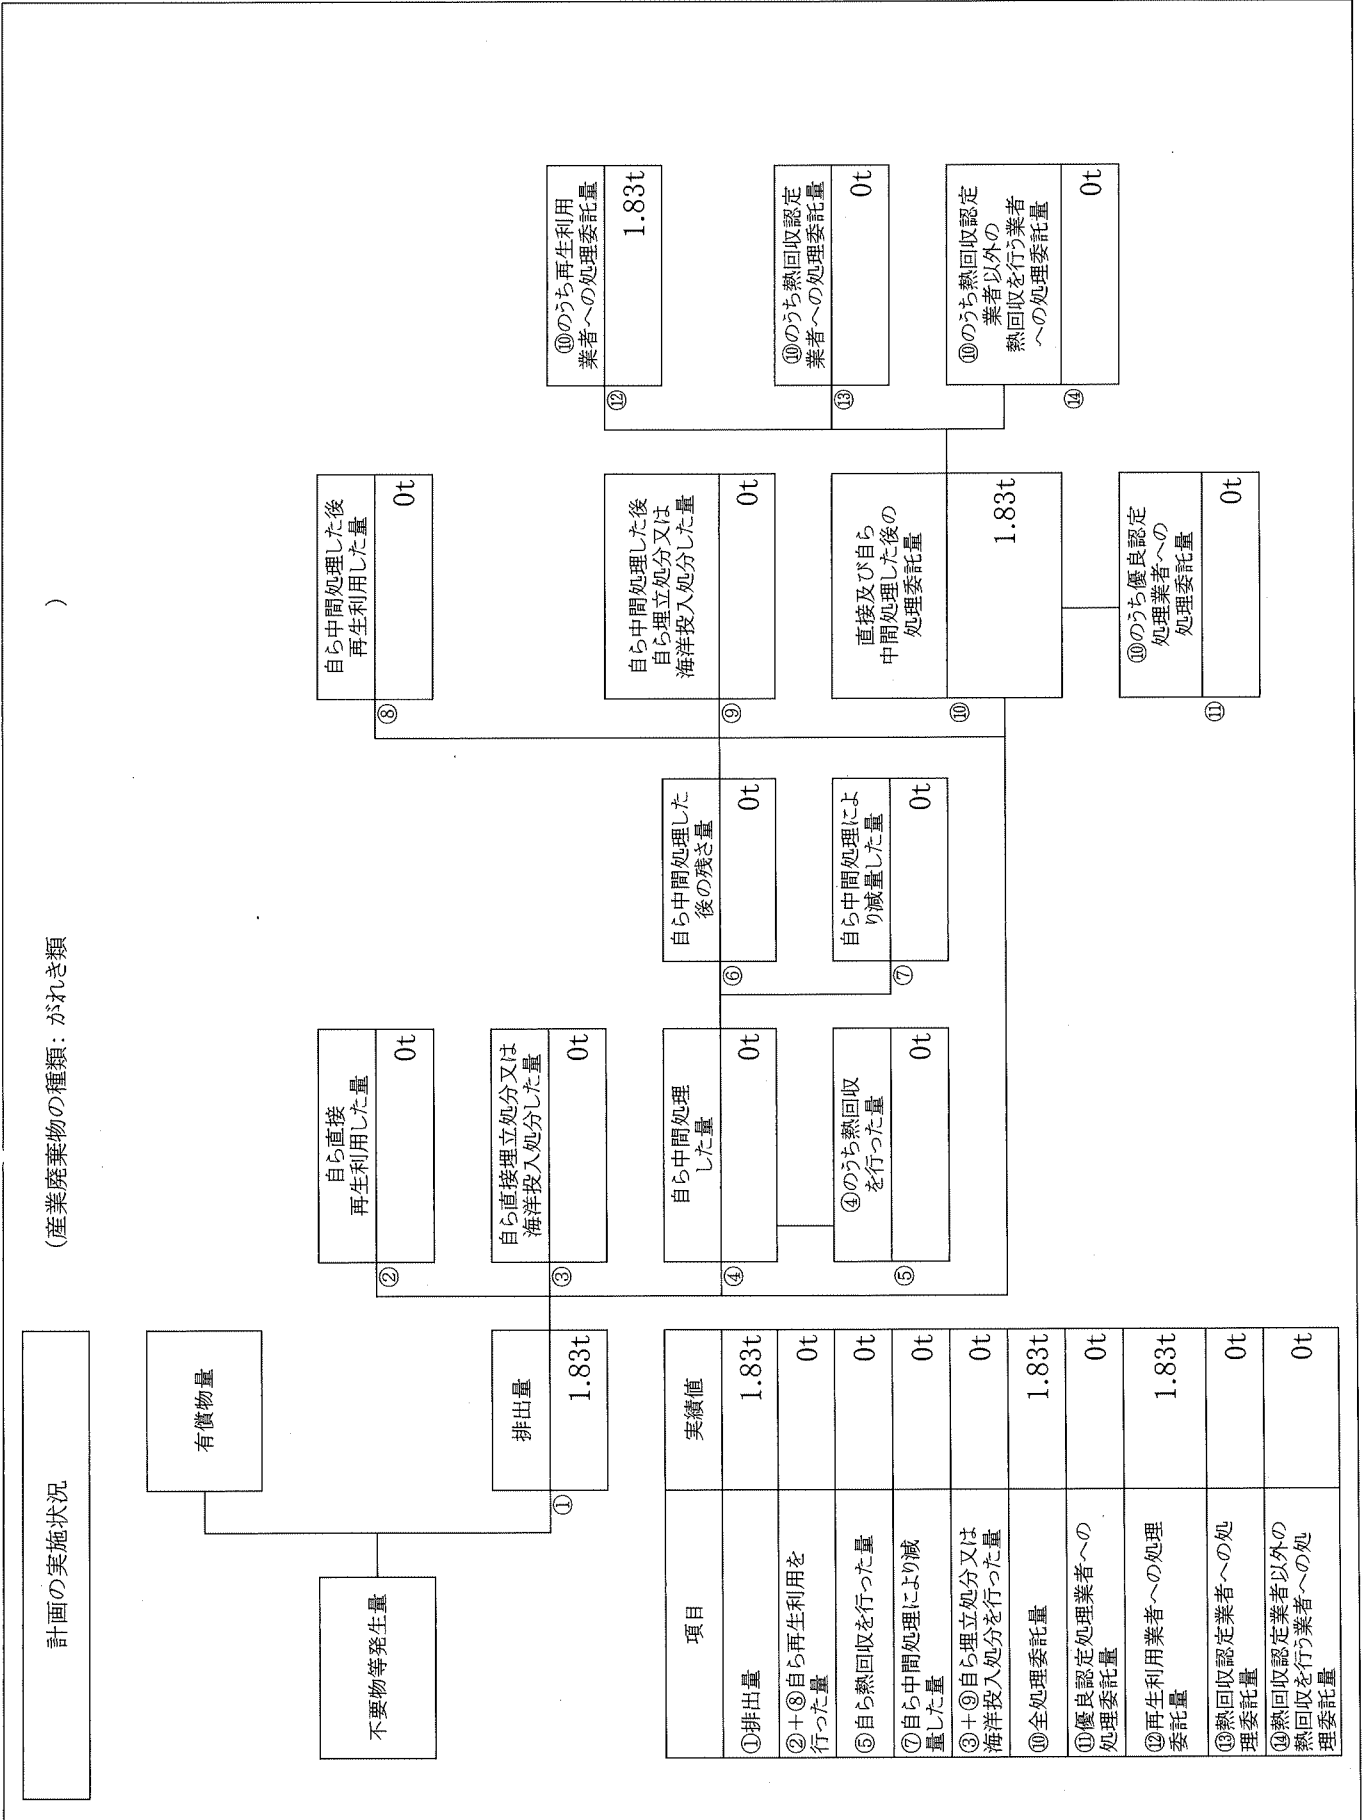 計画の実施状況
(産業廃棄物の種類：がれき類 )
不要物等発生量
有償物量
排出量
①
1.83t
自ら直接
再生利用した量
②
0t
自ら直接埋立処分又は
海洋投入処分した量
③
0t
自ら中間処理
した量
④
0t
④のうち熱回収
を行った量
⑤
0t
自ら中間処理した
後の残さ量
⑥
0t
自ら中間処理によ
り減量した量
⑦
0t
自ら中間処理した後
再生利用した量
⑧
0t
自ら中間処理した後
自ら埋立処分又は
海洋投入処分した量
⑨
0t
直接及び自ら
中間処理した後の
処理委託量
⑩
1.83t
⑩のうち優良認定
処理業者への
処理委託量
⑪
0t
⑩のうち再生利用
業者への処理委託量
⑫
1.83t
⑩のうち熱回収認定
業者への処理委託量
⑬
0t
⑩のうち熱回収認定
業者以外の
熱回収を行う業者
への処理委託量
⑭
0t
項目 実績値
①排出量 1.83t
②＋⑧自ら再生利用を
行った量 0t
⑤自ら熱回収を行った量 0t
⑦自ら中間処理により減
量した量 0t
③＋⑨自ら埋立処分又は
海洋投入処分を行った量 0t
⑩全処理委託量 1.83t
⑪優良認定処理業者への
処理委託量 0t
⑫再生利用業者への処理
委託量 1.83t
⑬熱回収認定業者への処
理委託量 0t
⑭熱回収認定業者以外の
熱回収を行う業者への処
理委託量 0t